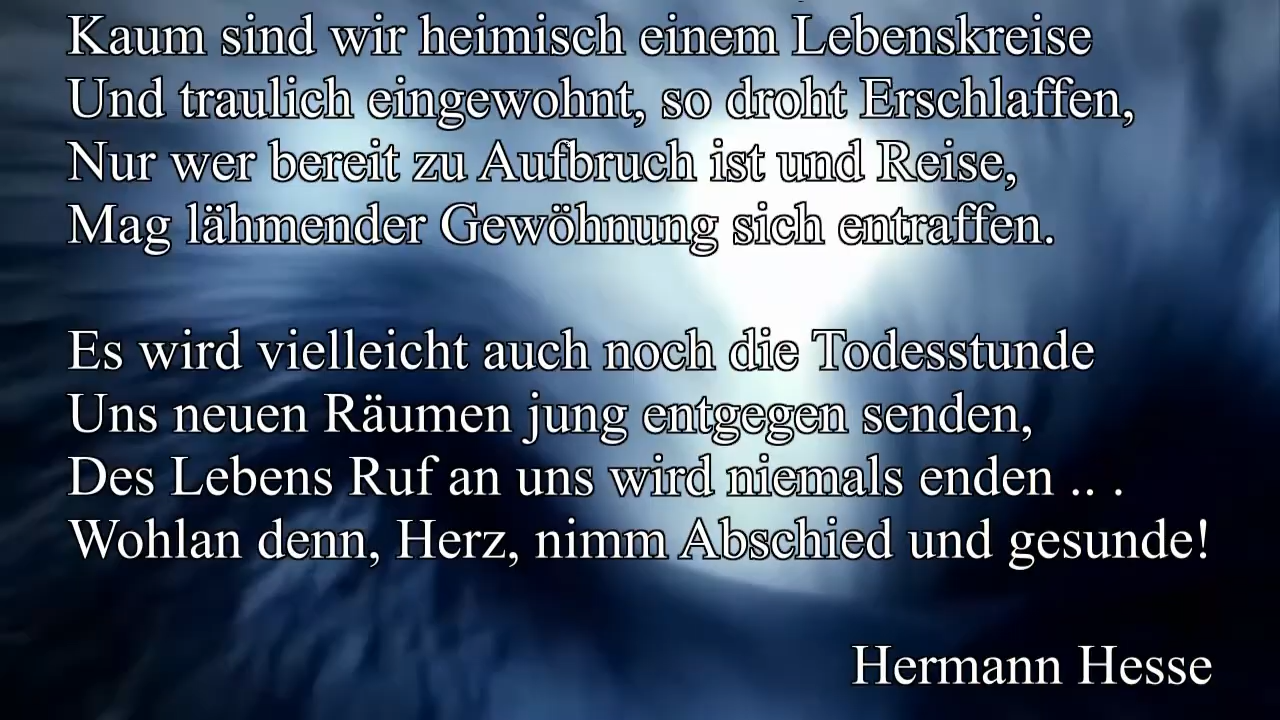 Kaum sind wir heimisch einem Lebenskreise
Und traulich eingewohnt, so droht Erschlaffen,
Nur wer bereit zu Aufbruch ist und Reise,
Mag lähmender Gewöhnung sich entraffen.
Es wird vielleicht auch noch die Todesstunde
Uns neuen Räumen jung entgegen senden,
Des Lebens Ruf an uns wird niemals enden .. .
Wohlan denn, Herz, nimm Abschied und gesunde!
Hermann Hesse